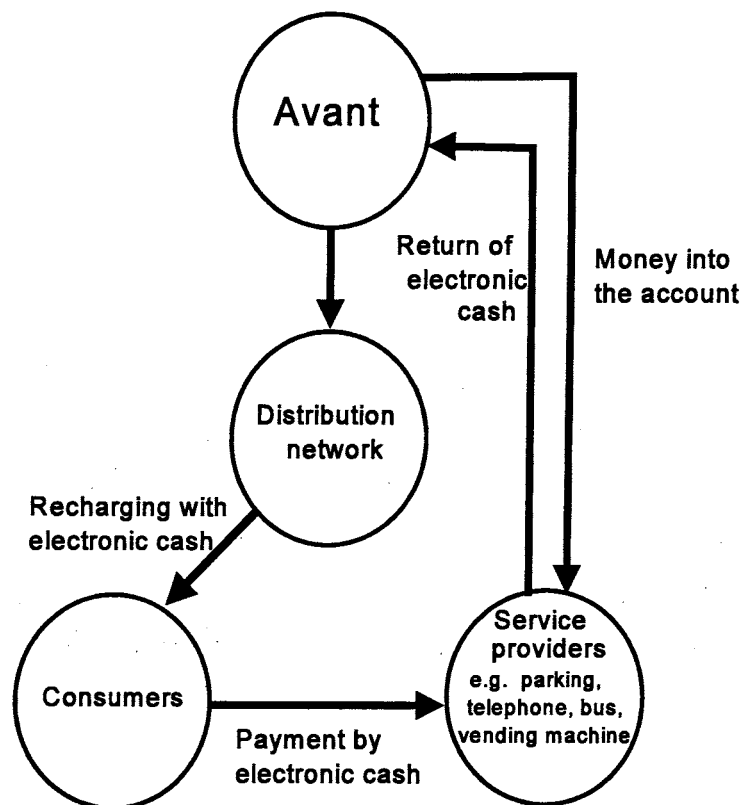 Avant
Return of
electronic
cash
Money into
the account
Distribution
network
Recharging with
electronic cash
Consumers
Payment by
electronic cash
Service
providers
e.g. parking,
telephone, bus,
vending machine